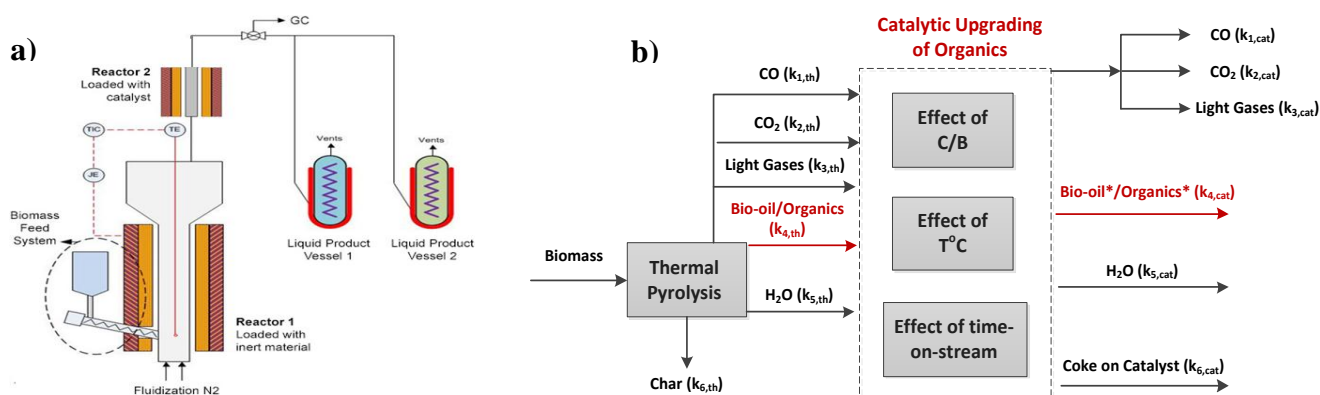 a)
GC
Reactor 2
Loaded with
catalyst
TIC
TE
JE
Vents
Vents
Biomass
Feed
System
Liquid Product
Vessel 1
Liquid Product
Vessel 2
Reactor 1
Loaded with
inert material
Fluidization N2
b)
Catalytic Upgrading
of Organics
CO (k1,th)
CO2 (k2,th)
Light Gases (k3,th)
Bio-oil/Organics
(k4,th)
Biomass
Thermal
Pyrolysis
H2O (k5,th)
Char (k6,th)
Effect of
C/B
Effect of
T°C
Effect of time-
on-stream
CO (k1,cat)
CO2 (k2,cat)
Light Gases (k3,cat)
Bio-oil*/Organics* (k4,cat)
H2O (k5,cat)
Coke on Catalyst (k6,cat)